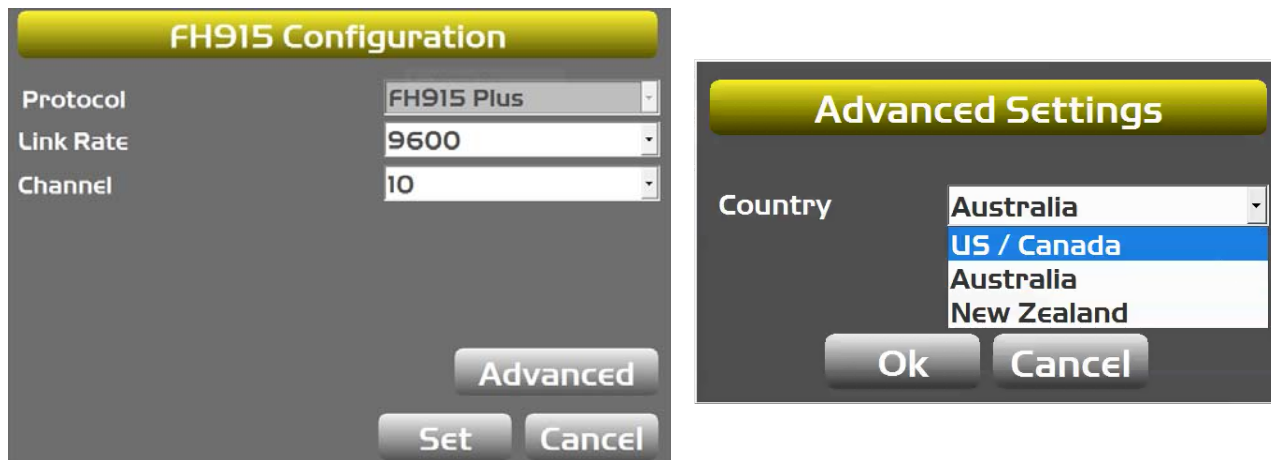 FH915 Configuration
Protocol FH915 Plus
Link Rate 9600
Channel 10
Advanced
Set Cancel
Advanced Settings
Country Australia
US / Canada
Australia
New Zealand
Ok Cancel